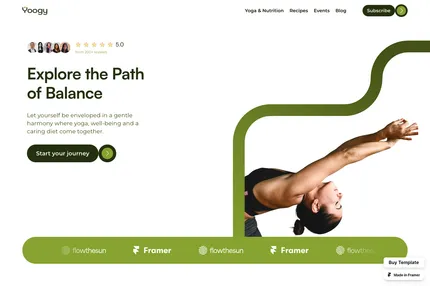 Yoogy
Yoga & Nutrition
Recipes
Events
Blog
Subscribe
5.0
Explore the Path
of Balance
Let yourself be enveloped in a gentle
harmony where yoga, well-being and a
caring diet come together.
Start your journey
flowthesun
Framer
flowthesun
Framer
flowthesun
Buy Template
Made in Framer